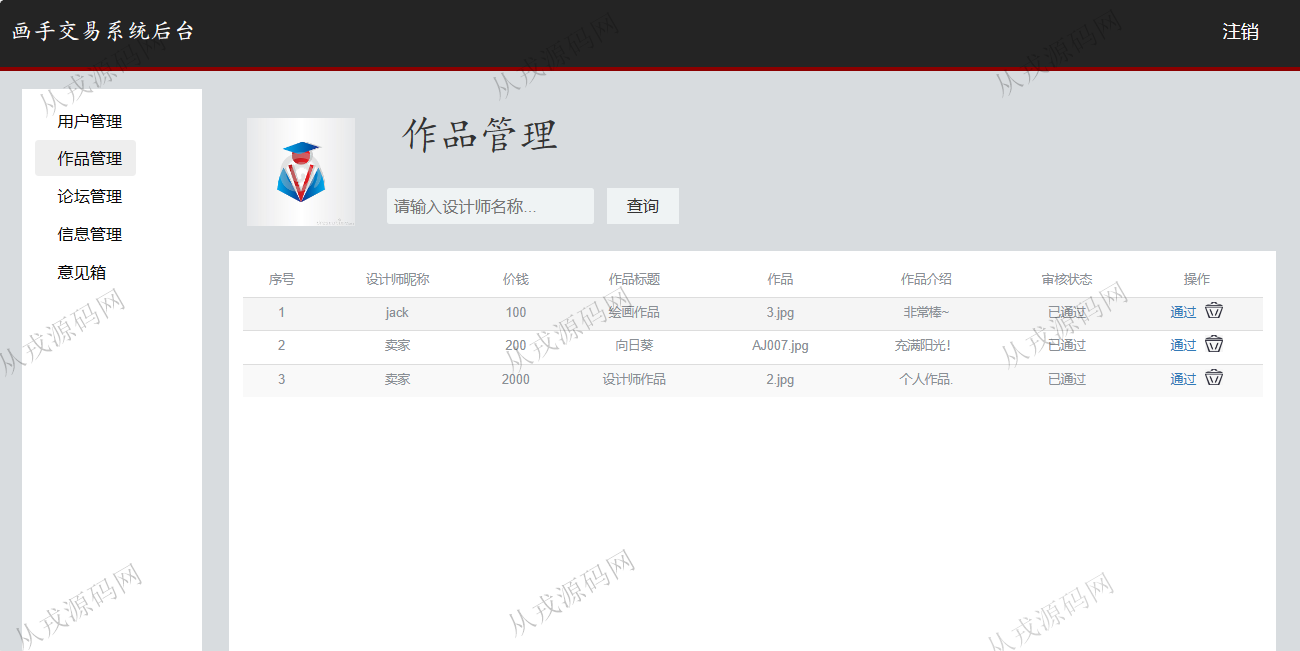 画手交易系统后台 注销
用户管理
作品管理
论坛管理
信息管理
意见箱
作品管理
请输入设计师名称... 查询
序号 设计师昵称 价钱 作品标题 作品 作品介绍 审核状态 操作
1 jack 100 绘画作品 3.jpg 非常棒~ 已通过 通过
2 卖家 200 向日葵 AJ007.jpg 充满阳光! 已通过 通过
3 卖家 2000 设计师作品 2.jpg 个人作品. 已通过 通过
从戎源码网
从戎源码网
从戎源码网
从戎源码网
从戎源码网
从戎源码网
从戎源码网
从戎源码网
从戎源码网